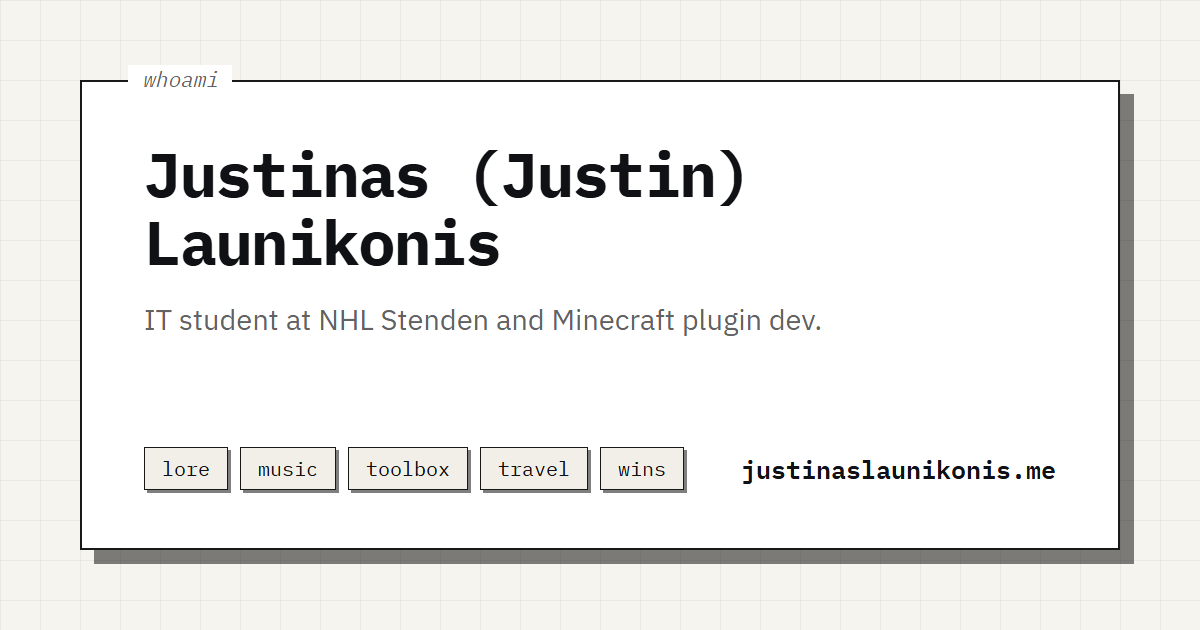 whoami
Justinas (Justin)
Launikonis
IT student at NHL Stenden and Minecraft plugin dev.
lore music toolbox travel wins justinaslaunikonis.me